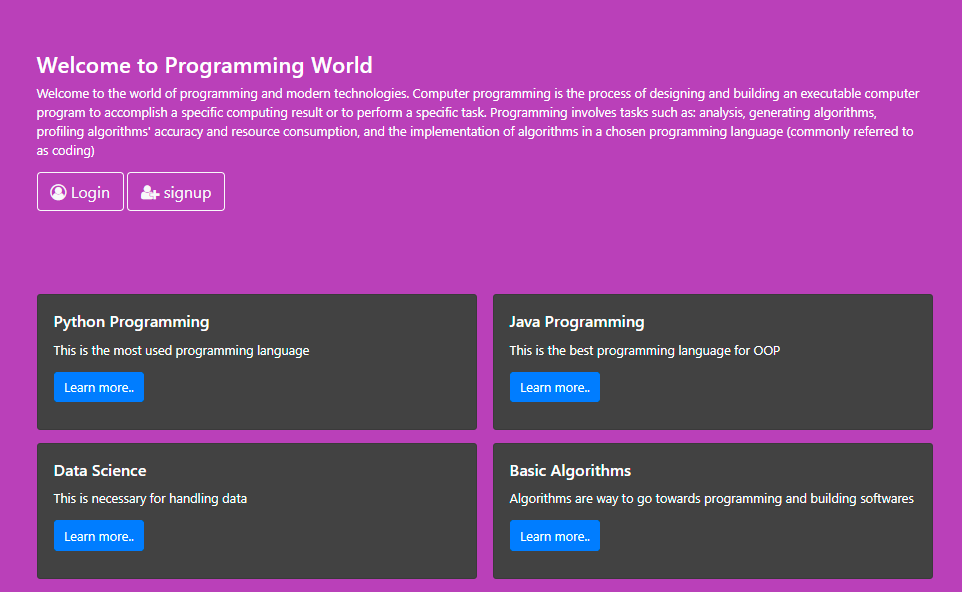 Welcome to Programming World
Welcome to the world of programming and modern technologies. Computer programming is the process of designing and building an executable computer
program to accomplish a specific computing result or to perform a specific task. Programming involves tasks such as: analysis, generating algorithms,
profiling algorithms' accuracy and resource consumption, and the implementation of algorithms in a chosen programming language (commonly referred to
as coding)
Login signup
Python Programming
This is the most used programming language
Learn more..
Java Programming
This is the best programming language for OOP
Learn more..
Data Science
This is necessary for handling data
Learn more..
Basic Algorithms
Algorithms are way to go towards programming and building softwares
Learn more..